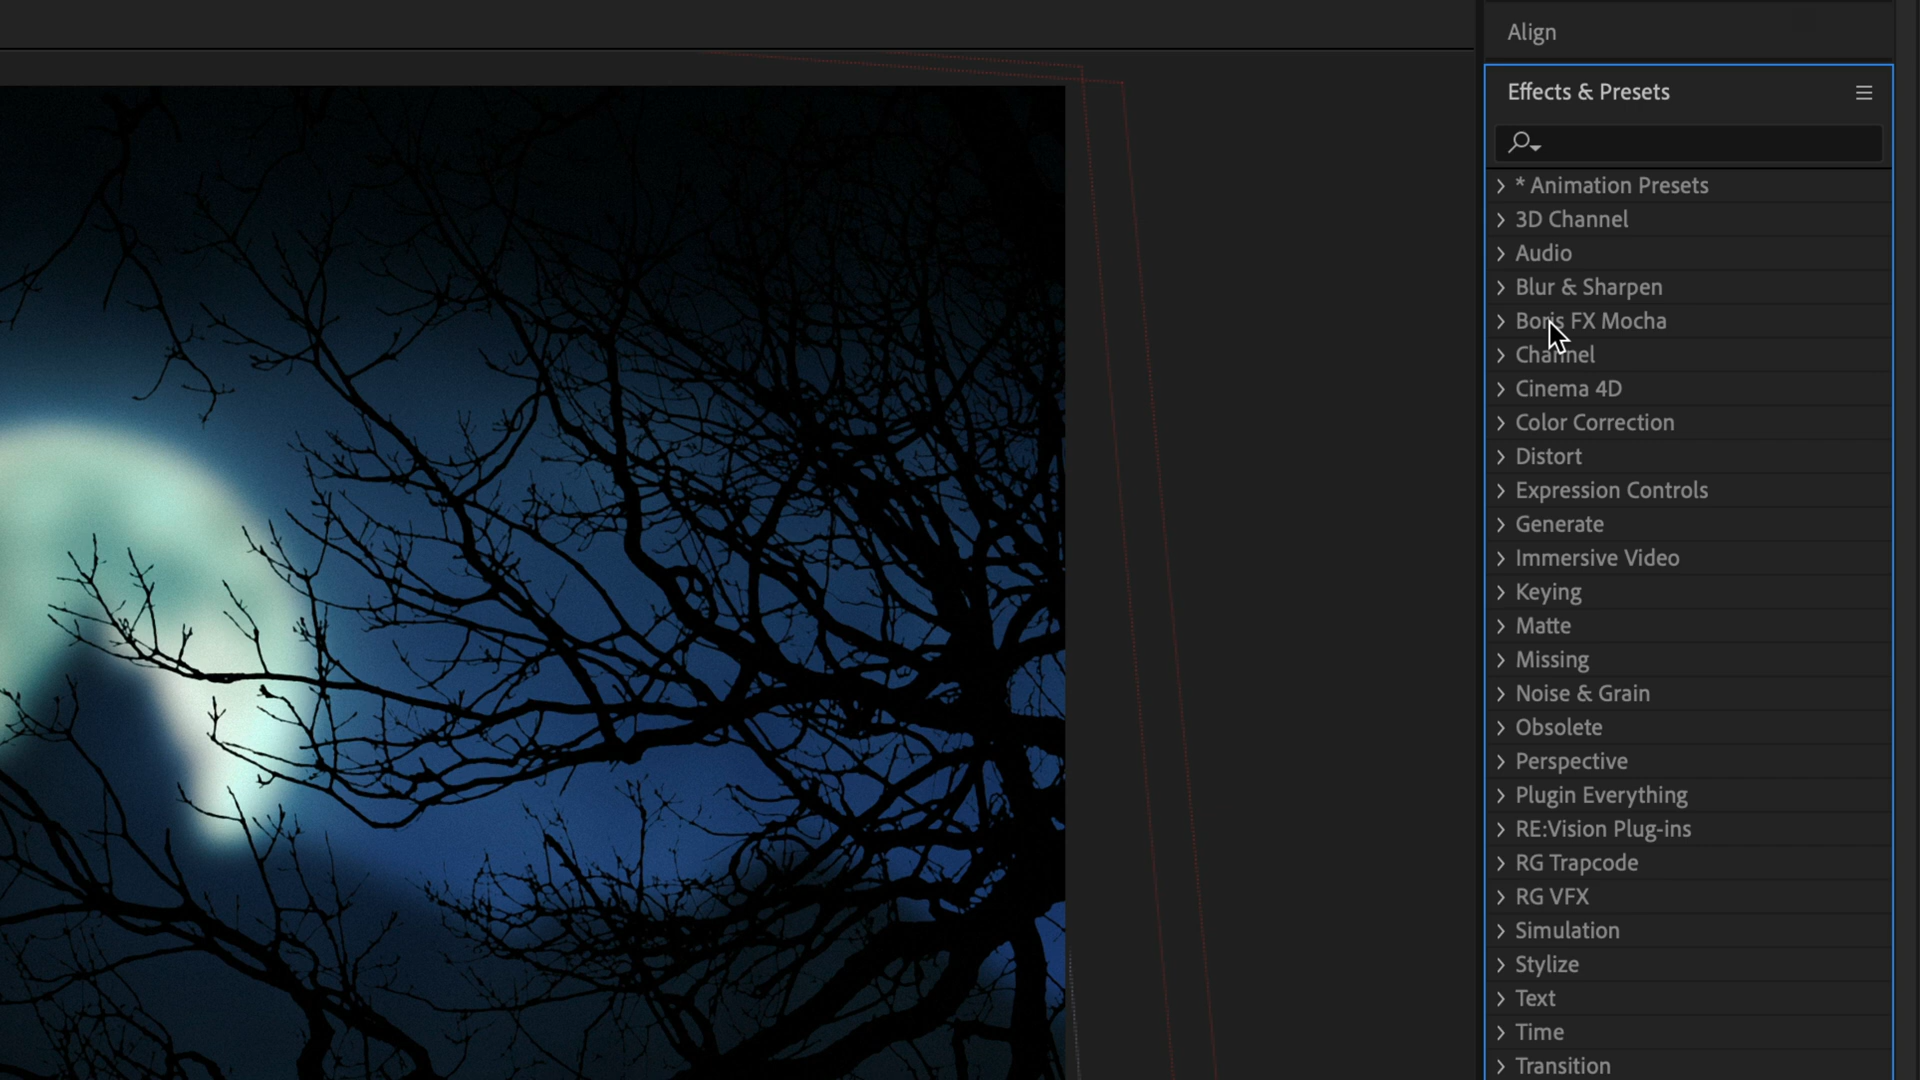 Align
Effects & Presets
* Animation Presets
3D Channel
Audio
Blur & Sharpen
Boris FX Mocha
Channel
Cinema 4D
Color Correction
Distort
Expression Controls
Generate
Immersive Video
Keying
Matte
Missing
Noise & Grain
Obsolete
Perspective
Plugin Everything
RE:Vision Plug-ins
RG Trapcode
RG VFX
Simulation
Stylize
Text
Time
Transition